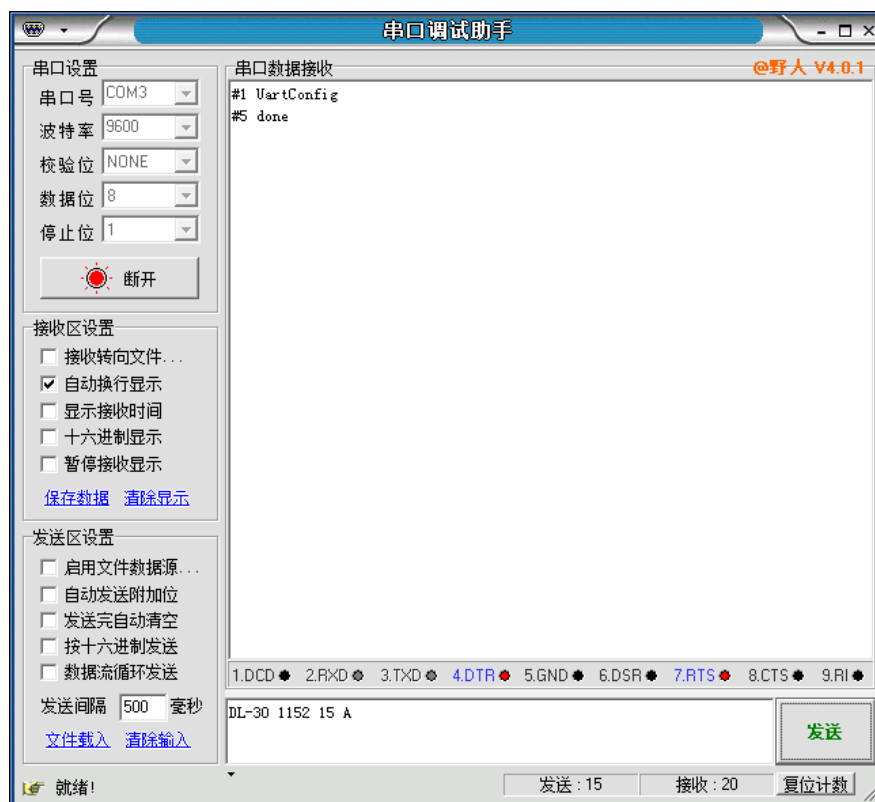 串口调试助手
串口设置
串口号 COM3
波特率 9600
校验位 NONE
数据位 8
停止位 1
断开
接收区设置
接收转向文件...
自动换行显示
显示接收时间
十六进制显示
暂停接收显示
保存数据 清除显示
发送区设置
启用文件数据源...
自动发送附加位
发送完自动清空
按十六进制发送
数据流循环发送
发送间隔 500 毫秒
文件载入 清除输入
串口数据接收 @野人 V4.0.1
#1 UartConfig
#5 done
1.DCD 2.RXD 3.TXD 4.DTR 5.GND 6.DSR 7.RTS 8.CTS 9.RI
DL-30 1152 15 A
发送
就绪! 发送:15 接收:20 复位计数